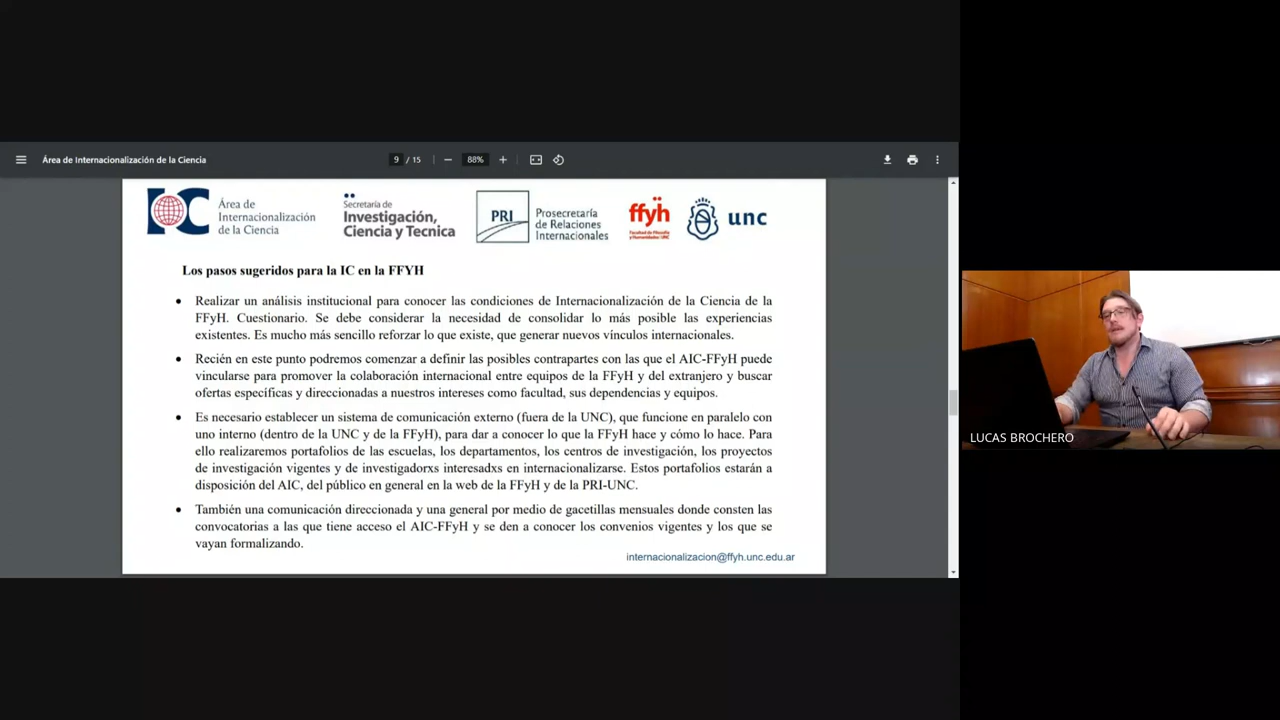 Área de Internacionalización de la Ciencia
9 / 15
88%
IC
Área de
Internacionalización
de la Ciencia
Secretaría de
Investigación,
Ciencia y Tecnica
PRI
Prosecretaría
de Relaciones
Internacionales
ffyh
Facultad de Filosofía
y Humanidades | UNC
unc
Los pasos sugeridos para la IC en la FFYH
• Realizar un análisis institucional para conocer las condiciones de Internacionalización de la Ciencia de la
FFyH. Cuestionario. Se debe considerar la necesidad de consolidar lo más posible las experiencias
existentes. Es mucho más sencillo reforzar lo que existe, que generar nuevos vínculos internacionales.
• Recién en este punto podremos comenzar a definir las posibles contrapartes con las que el AIC-FFyH puede
vincularse para promover la colaboración internacional entre equipos de la FFyH y del extranjero y buscar
ofertas específicas y direccionadas a nuestros intereses como facultad, sus dependencias y equipos.
• Es necesario establecer un sistema de comunicación externo (fuera de la UNC), que funcione en paralelo con
uno interno (dentro de la UNC y de la FFyH), para dar a conocer lo que la FFyH hace y cómo lo hace. Para
ello realizaremos portafolios de las escuelas, los departamentos, los centros de investigación, los proyectos
de investigación vigentes y de investigadorxs interesadxs en internacionalizarse. Estos portafolios estarán a
disposición del AIC, del público en general en la web de la FFyH y de la PRI-UNC.
• También una comunicación direccionada y una general por medio de gacetillas mensuales donde consten las
convocatorias a las que tiene acceso el AIC-FFyH y se den a conocer los convenios vigentes y los que se
vayan formalizando.
internacionalizacion@ffyh.unc.edu.ar
LUCAS BROCHERO